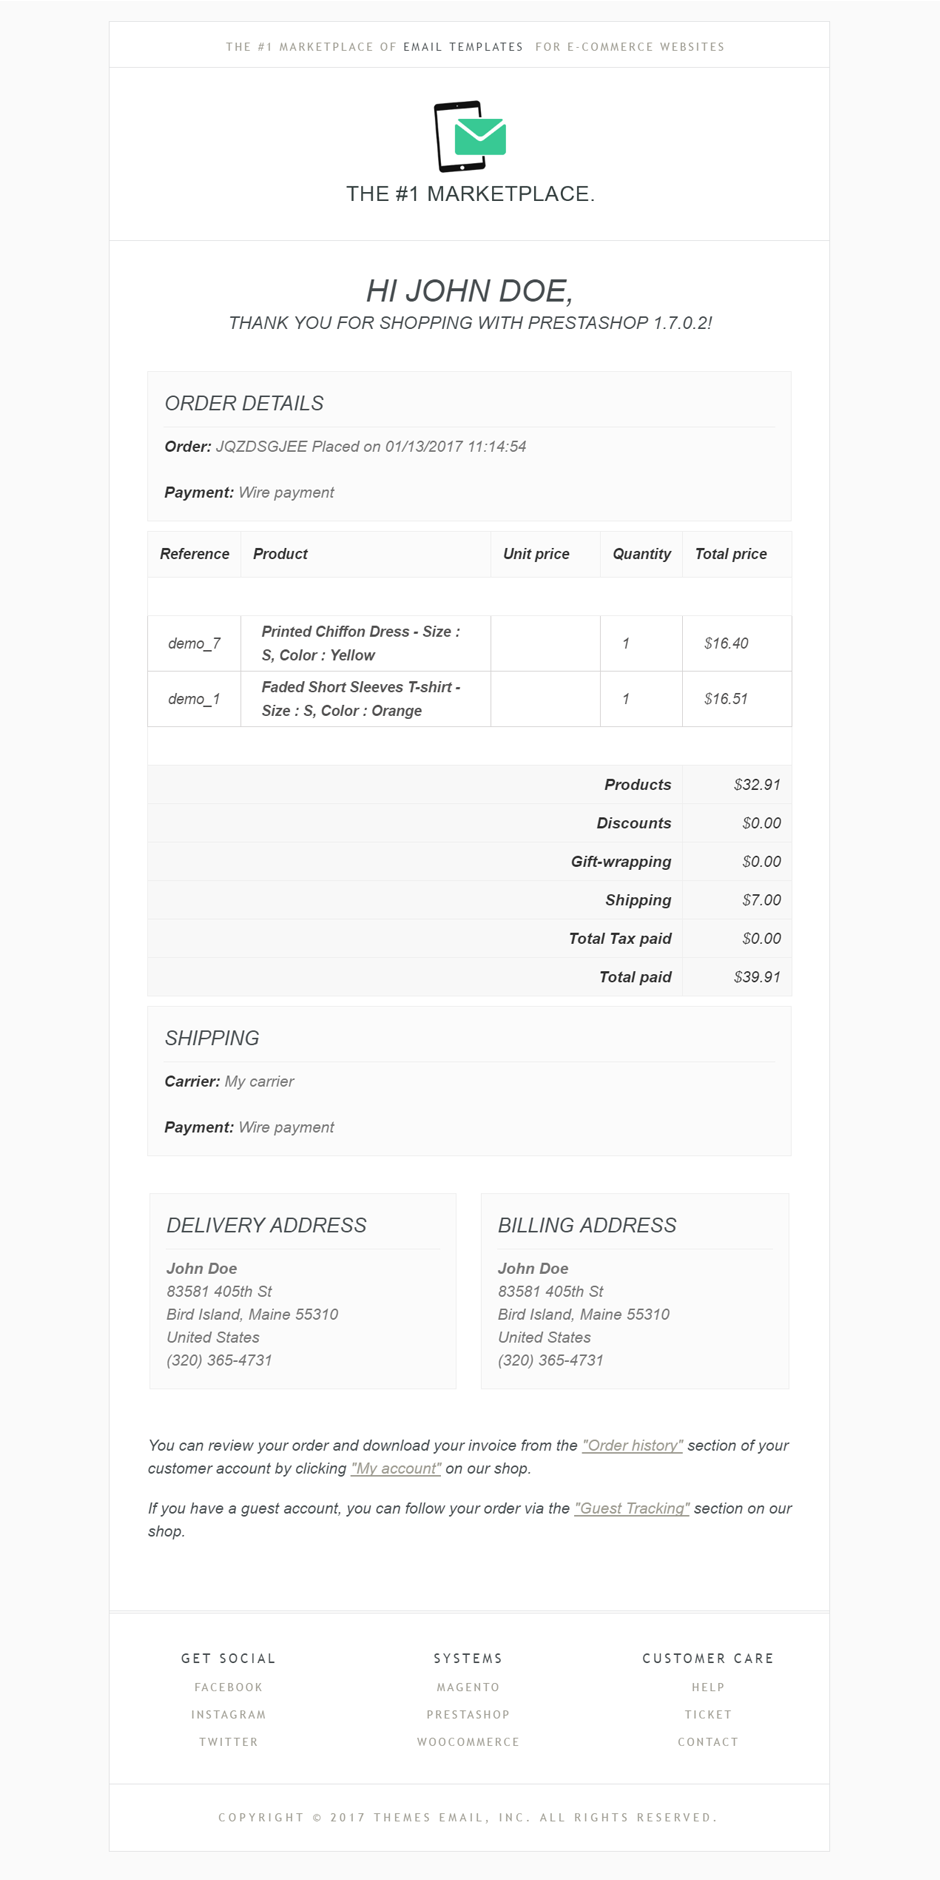 THE #1 MARKETPLACE OF EMAIL TEMPLATES FOR E-COMMERCE WEBSITES
THE #1 MARKETPLACE.
HI JOHN DOE,
THANK YOU FOR SHOPPING WITH PRESTASHOP 1.7.0.2!
ORDER DETAILS
Order: JQZDSGJEE Placed on 01/13/2017 11:14:54
Payment: Wire payment
Reference Product Unit price Quantity Total price
demo_7 Printed Chiffon Dress - Size : 1 $16.40
S, Color : Yellow
demo_1 Faded Short Sleeves T-shirt - 1 $16.51
Size : S, Color : Orange
Products $32.91
Discounts $0.00
Gift-wrapping $0.00
Shipping $7.00
Total Tax paid $0.00
Total paid $39.91
SHIPPING
Carrier: My carrier
Payment: Wire payment
DELIVERY ADDRESS
John Doe
83581 405th St
Bird Island, Maine 55310
United States
(320) 365-4731
BILLING ADDRESS
John Doe
83581 405th St
Bird Island, Maine 55310
United States
(320) 365-4731
You can review your order and download your invoice from the "Order history" section of your
customer account by clicking "My account" on our shop.
If you have a guest account, you can follow your order via the "Guest Tracking" section on our
shop.
GET SOCIAL
FACEBOOK
INSTAGRAM
TWITTER
SYSTEMS
MAGENTO
PRESTASHOP
WOOCOMMERCE
CUSTOMER CARE
HELP
TICKET
CONTACT
COPYRIGHT © 2017 THEMES EMAIL, INC. ALL RIGHTS RESERVED.